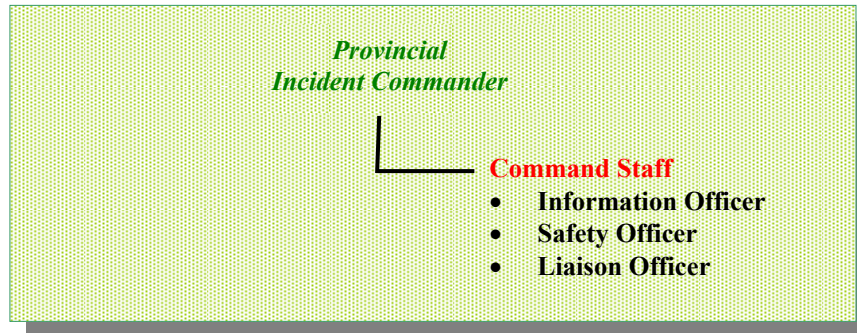 Provincial
Incident Commander
Command Staff
• Information Officer
• Safety Officer
• Liaison Officer